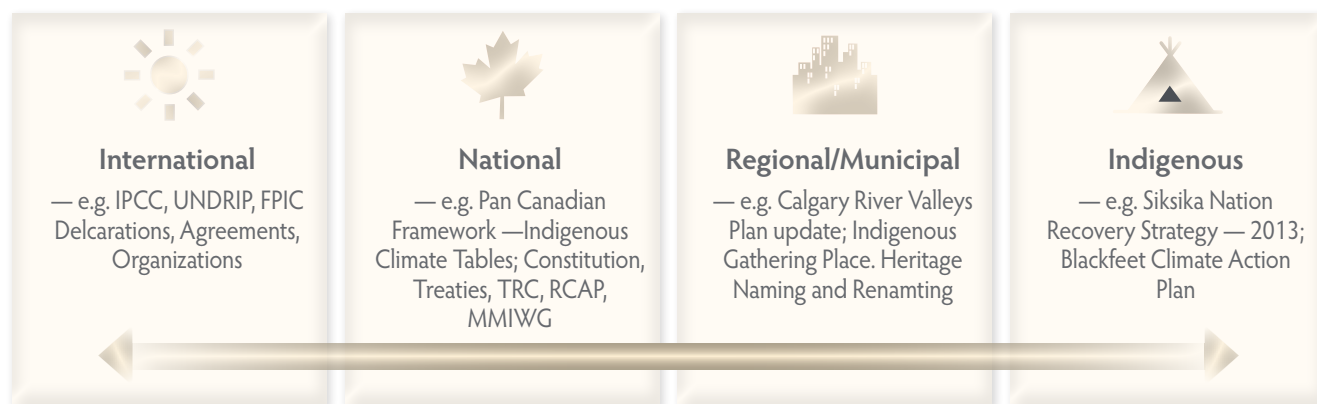 International
— e.g. IPCC, UNDRIP, FPIC
Delcarations, Agreements,
Organizations
National
— e.g. Pan Canadian
Framework —Indigenous
Climate Tables; Constitution,
Treaties, TRC, RCAP,
MMIWG
Regional/Municipal
— e.g. Calgary River Valleys
Plan update; Indigenous
Gathering Place. Heritage
Naming and Renamting
Indigenous
— e.g. Siksika Nation
Recovery Strategy — 2013;
Blackfeet Climate Action
Plan